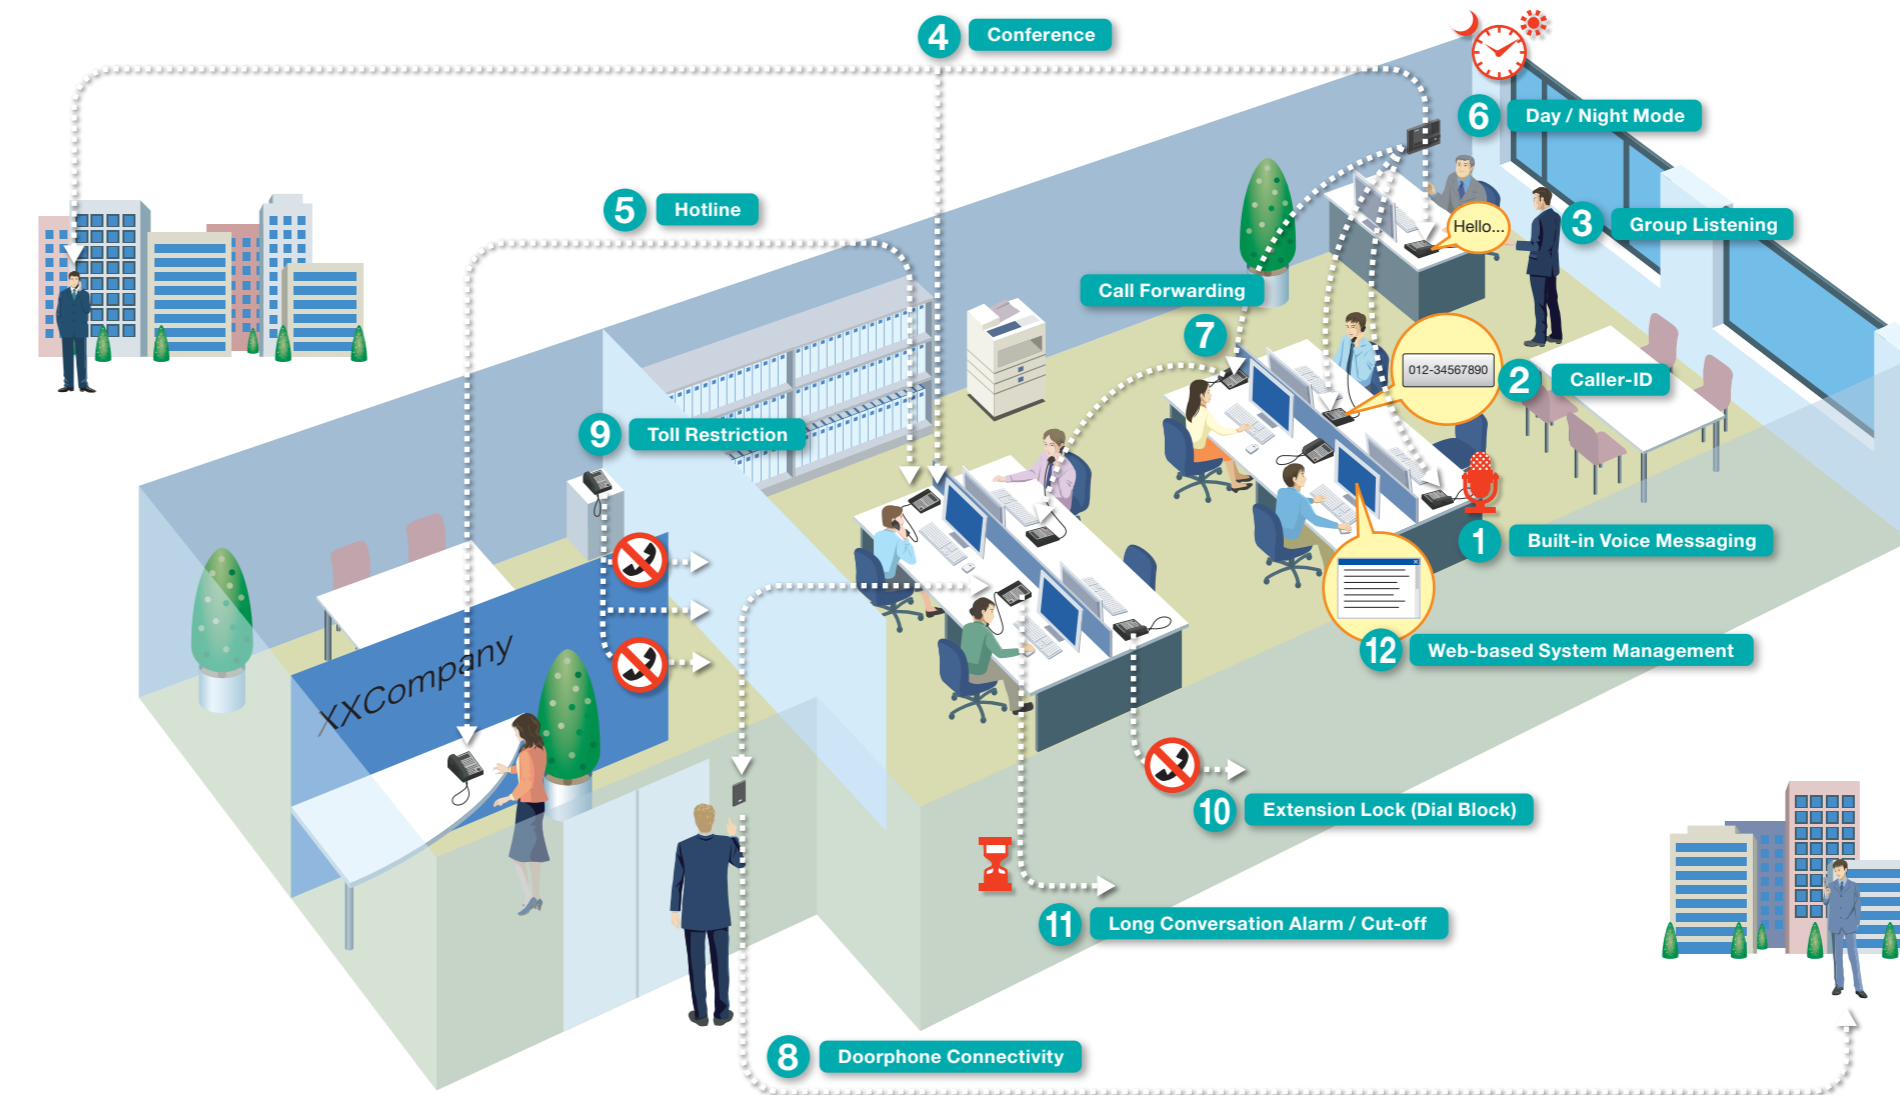 4 Conference
6 Day / Night Mode
5 Hotline
3 Group Listening
Hello...
Call Forwarding
7
012-34567890
2 Caller-ID
9 Toll Restriction
1 Built-in Voice Messaging
XXCompany
12 Web-based System Management
10 Extension Lock (Dial Block)
11 Long Conversation Alarm / Cut-off
8 Doorphone Connectivity